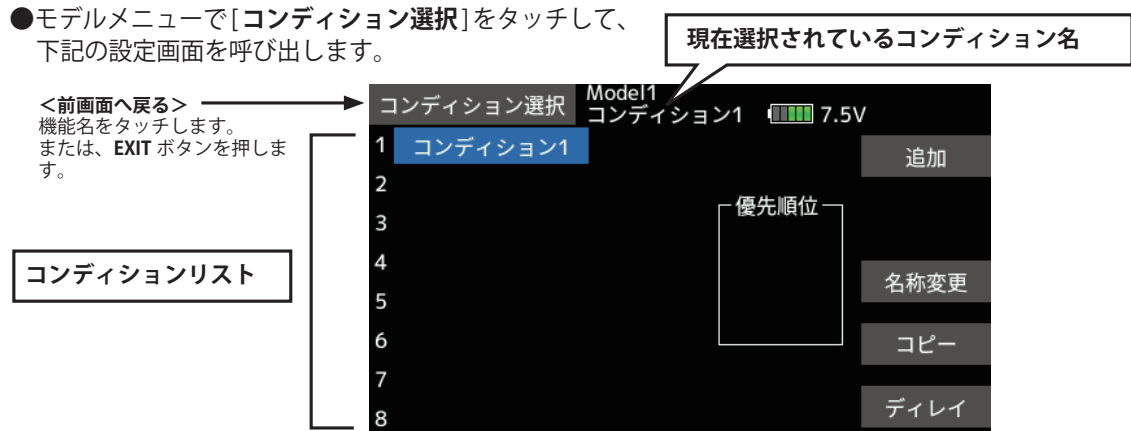 ●モデルメニューで[コンディション選択]をタッチして、
下記の設定画面を呼び出します。
現在選択されているコンディション名
<前画面へ戻る>
機能名をタッチします。
または、EXIT ボタンを押しま
す。
コンディションリスト
コンディション選択
Model1
コンディション1
7.5V
1 コンディション1
2
3
4
5
6
7
8
優先順位
追加
名称変更
コピー
ディレイ